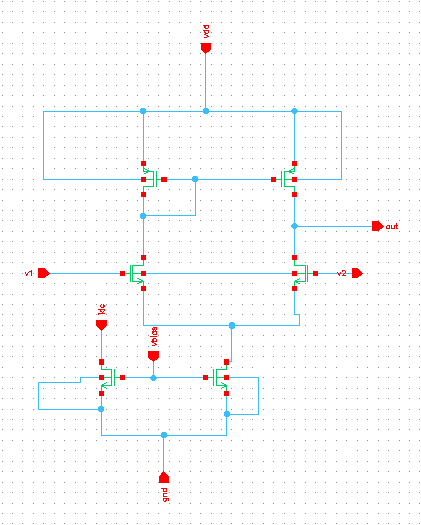 vdd
out
v1
v2
idc
vbias
gnd